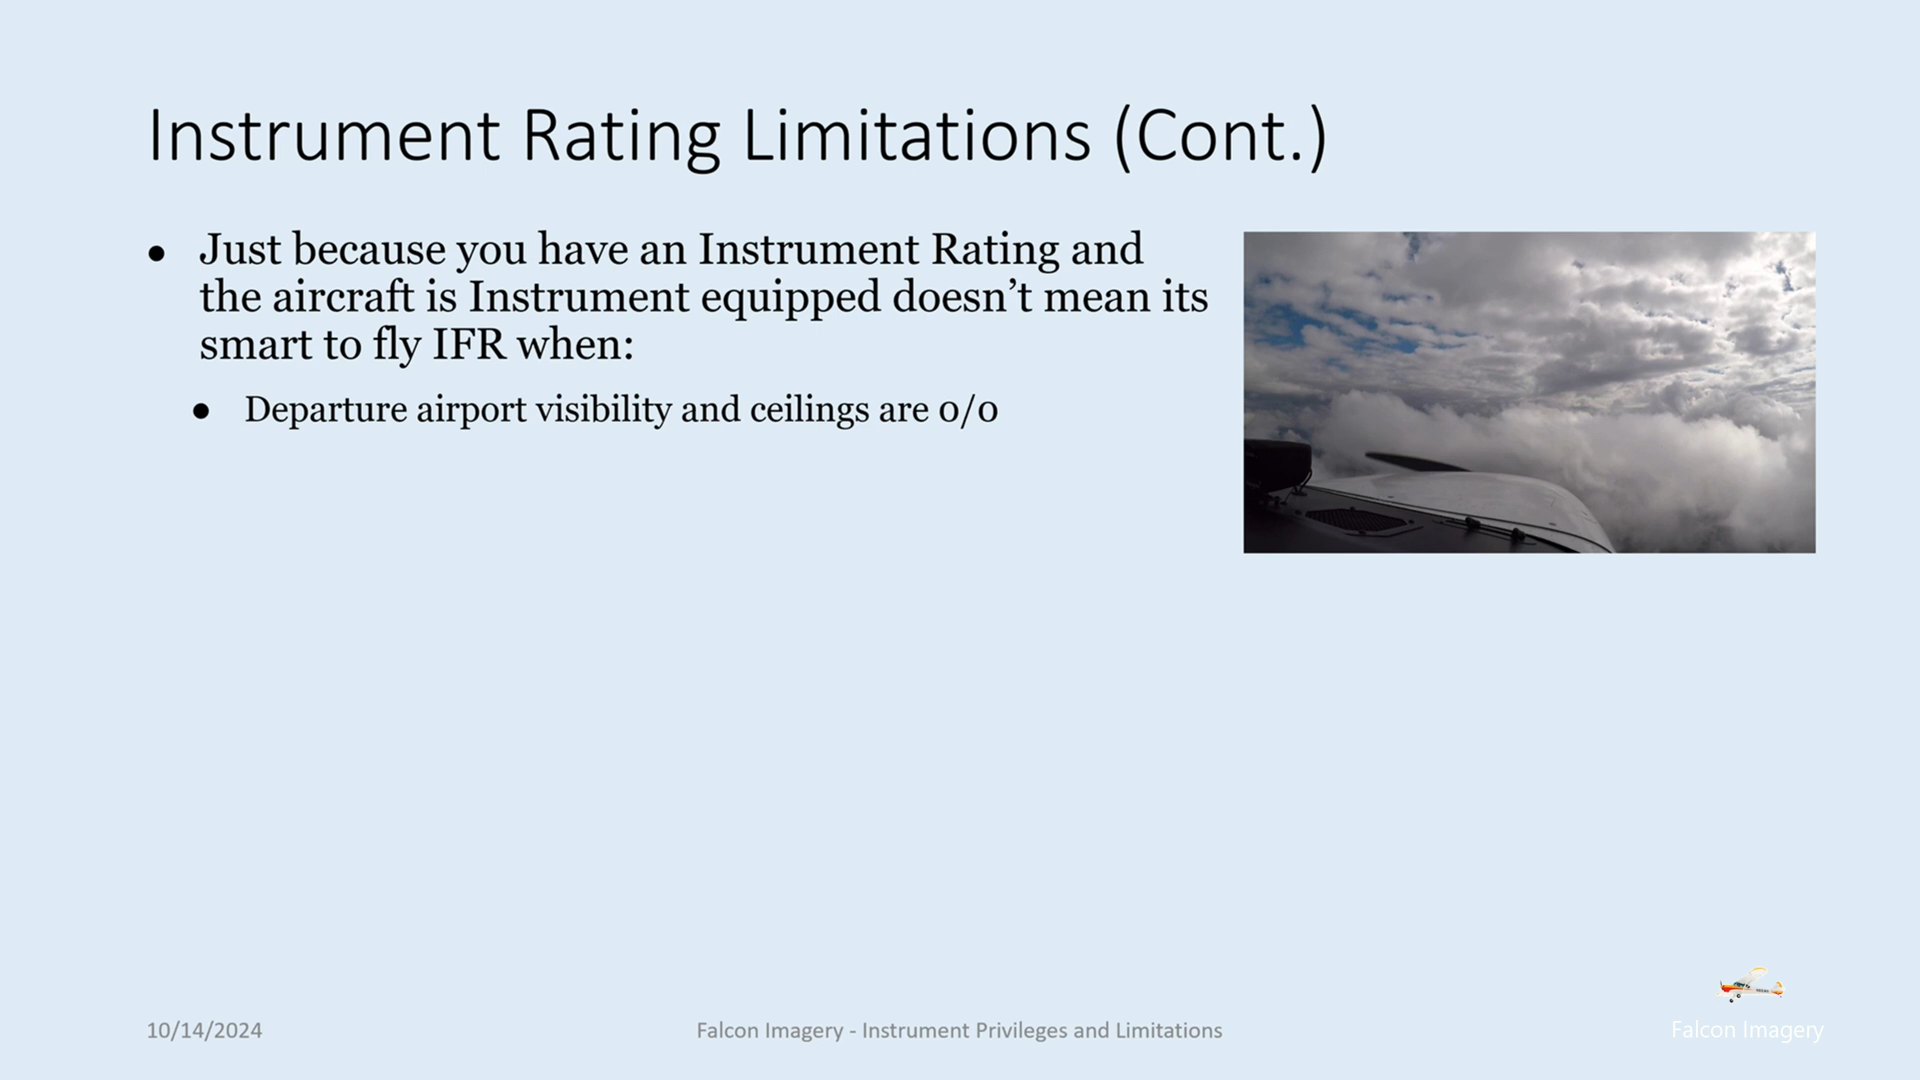 Instrument Rating Limitations (Cont.)
● Just because you have an Instrument Rating and
the aircraft is Instrument equipped doesn’t mean its
smart to fly IFR when:
● Departure airport visibility and ceilings are 0/0
10/14/2024
Falcon Imagery - Instrument Privileges and Limitations
Falcon Imagery